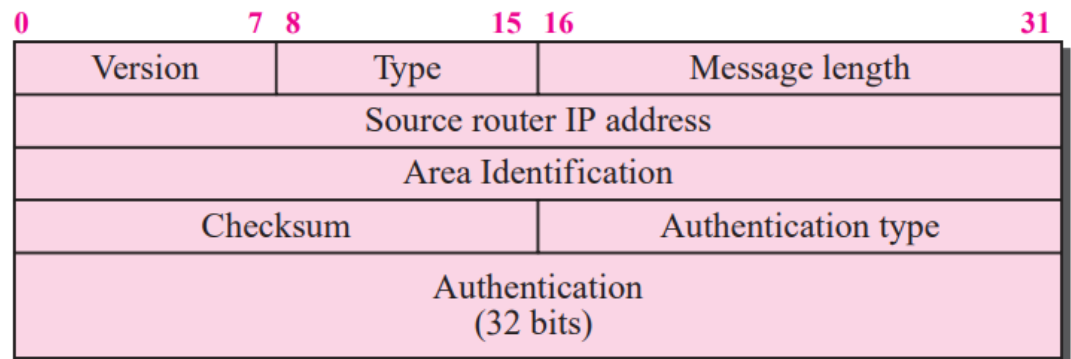 0 7 8 15 16 31
Version Type Message length
Source router IP address
Area Identification
Checksum Authentication type
Authentication
(32 bits)